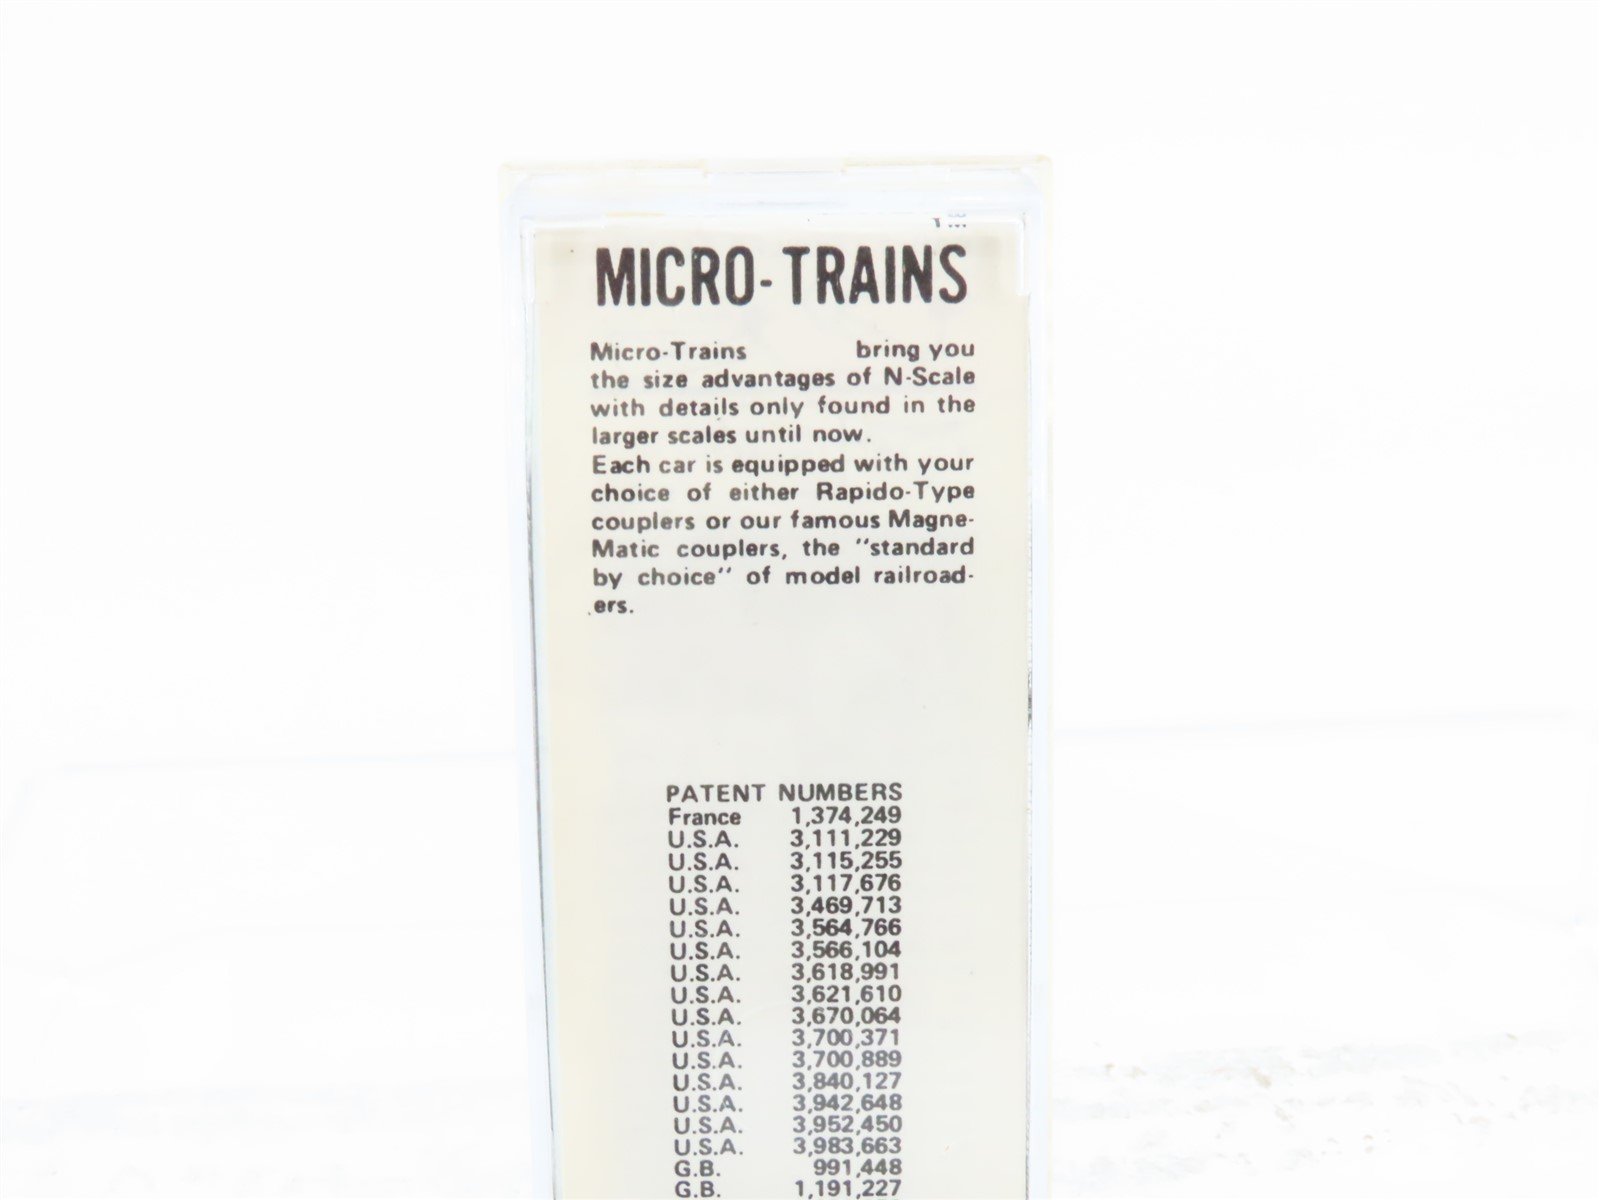 MICRO-TRAINS
Micro-Trains bring you
the size advantages of N-Scale
with details only found in the
larger scales until now.
Each car is equipped with your
choice of either Rapido-Type
couplers or our famous Magne-
Matic couplers, the "standard
by choice" of model railroad-
ers.
PATENT NUMBERS
France 1,374,249
U.S.A. 3,111,229
U.S.A. 3,115,255
U.S.A. 3,117,676
U.S.A. 3,469,713
U.S.A. 3,564,766
U.S.A. 3,566,104
U.S.A. 3,618,991
U.S.A. 3,621,610
U.S.A. 3,670,064
U.S.A. 3,700,371
U.S.A. 3,700,889
U.S.A. 3,840,127
U.S.A. 3,942,648
U.S.A. 3,952,450
U.S.A. 3,983,663
G.B. 991,448
G.B. 1,191,227